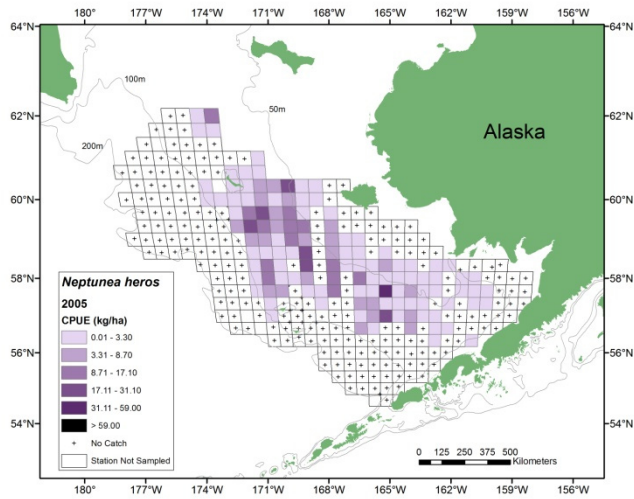 180° 177°W 174°W 171°W 168°W 165°W 162°W 159°W 156°W
64°N 64°N
100m
50m
62°N 62°N
200m
Alaska
60°N 60°N
58°N 58°N
56°N 56°N
54°N 54°N
Neptunea heros
2005
CPUE (kg/ha)
0.01 - 3.30
3.31 - 8.70
8.71 - 17.10
17.11 - 31.10
31.11 - 59.00
> 59.00
+ No Catch
Station Not Sampled
0 125 250 375 500
Kilometers
180° 177°W 174°W 171°W 168°W 165°W 162°W 159°W 156°W